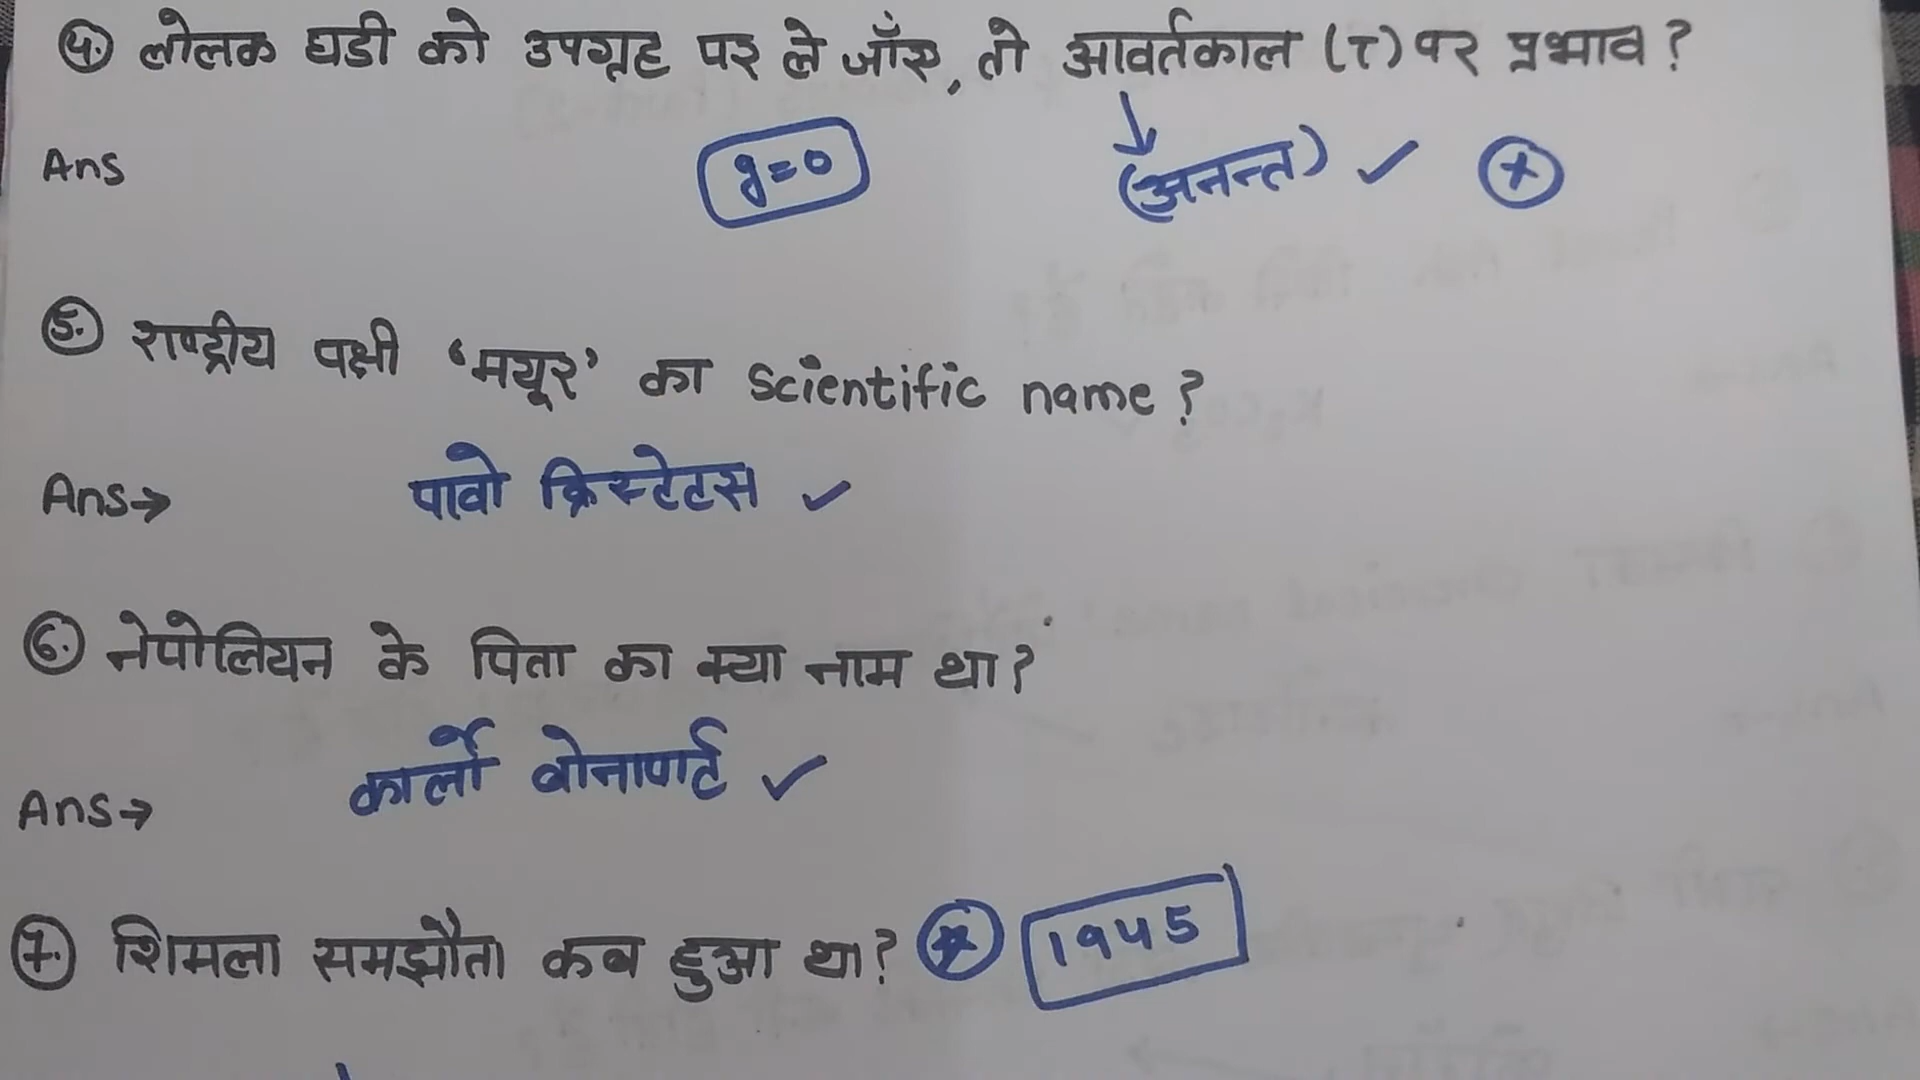 4. लोलक घडी को उपग्रह पर ले जाँए, तो आवर्तकाल (T) पर प्रभाव ?
Ans g=0 (अनन्त) ✓
5. राष्ट्रीय पक्षी ‘मयूर’ का Scientific name ?
Ans→ पावो क्रिस्टेटस ✓
6. नेपोलियन के पिता का क्या नाम था?
Ans→ कार्लो बोनापार्ट ✓
7. शिमला समझौता कब हुआ था? 1945